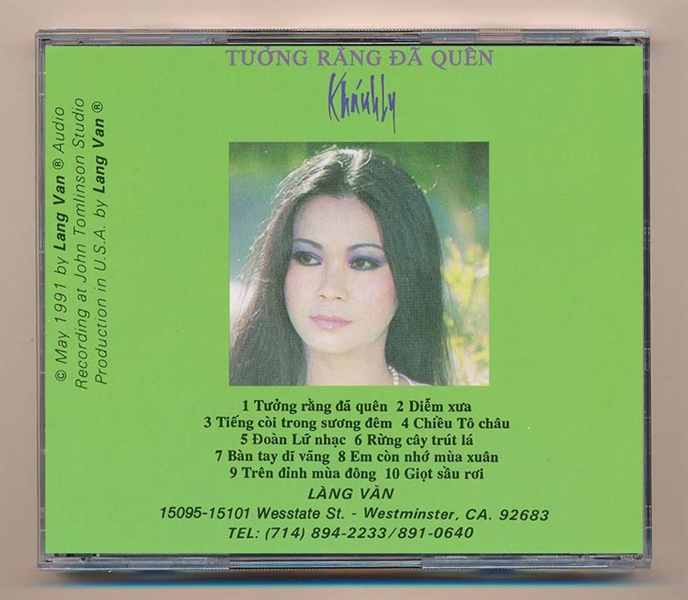 TƯỞNG RẰNG ĐÃ QUÊN
Khánh Ly
1 Tưởng rằng đã quên 2 Diễm xưa
3 Tiếng còi trong sương đêm 4 Chiều Tô châu
5 Đoàn Lữ nhạc 6 Rừng cây trút lá
7 Bàn tay dĩ vãng 8 Em còn nhớ mùa xuân
9 Trên đỉnh mùa đông 10 Giọt sầu rơi
LÀNG VĂN
15095-15101 Wesstate St. - Westminster, CA. 92683
TEL: (714) 894-2233/891-0640
© May 1991 by Lang Van ® Audio
Recording at John Tomlinson Studio
Production in U.S.A. by Lang Van ®